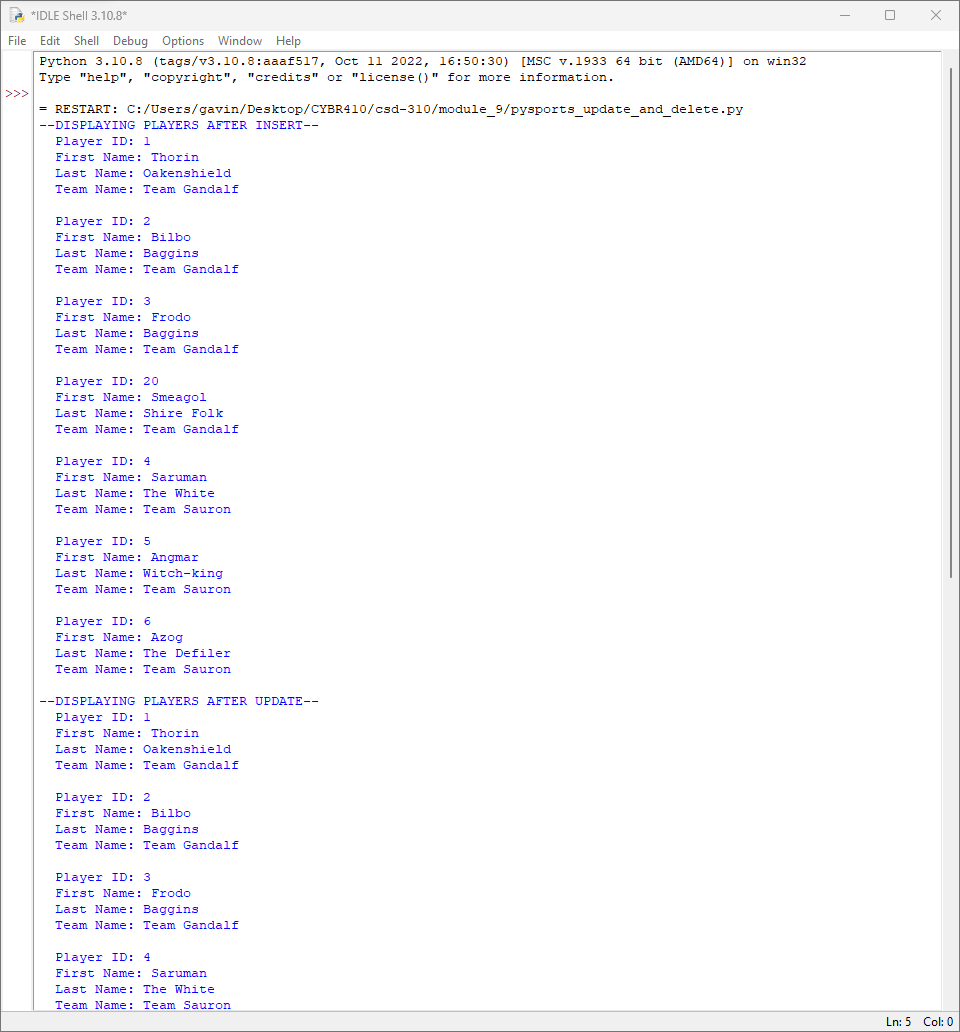 *IDLE Shell 3.10.8*
File Edit Shell Debug Options Window Help
Python 3.10.8 (tags/v3.10.8:aaaf517, Oct 11 2022, 16:50:30) [MSC v.1933 64 bit (AMD64)] on win32
Type "help", "copyright", "credits" or "license()" for more information.
>>>
= RESTART: C:/Users/gavin/Desktop/CYBR410/csd-310/module_9/pysports_update_and_delete.py
--DISPLAYING PLAYERS AFTER INSERT--
Player ID: 1
First Name: Thorin
Last Name: Oakenshield
Team Name: Team Gandalf
Player ID: 2
First Name: Bilbo
Last Name: Baggins
Team Name: Team Gandalf
Player ID: 3
First Name: Frodo
Last Name: Baggins
Team Name: Team Gandalf
Player ID: 20
First Name: Smeagol
Last Name: Shire Folk
Team Name: Team Gandalf
Player ID: 4
First Name: Saruman
Last Name: The White
Team Name: Team Sauron
Player ID: 5
First Name: Angmar
Last Name: Witch-king
Team Name: Team Sauron
Player ID: 6
First Name: Azog
Last Name: The Defiler
Team Name: Team Sauron
--DISPLAYING PLAYERS AFTER UPDATE--
Player ID: 1
First Name: Thorin
Last Name: Oakenshield
Team Name: Team Gandalf
Player ID: 2
First Name: Bilbo
Last Name: Baggins
Team Name: Team Gandalf
Player ID: 3
First Name: Frodo
Last Name: Baggins
Team Name: Team Gandalf
Player ID: 4
First Name: Saruman
Last Name: The White
Team Name: Team Sauron
Ln: 5 Col: 0